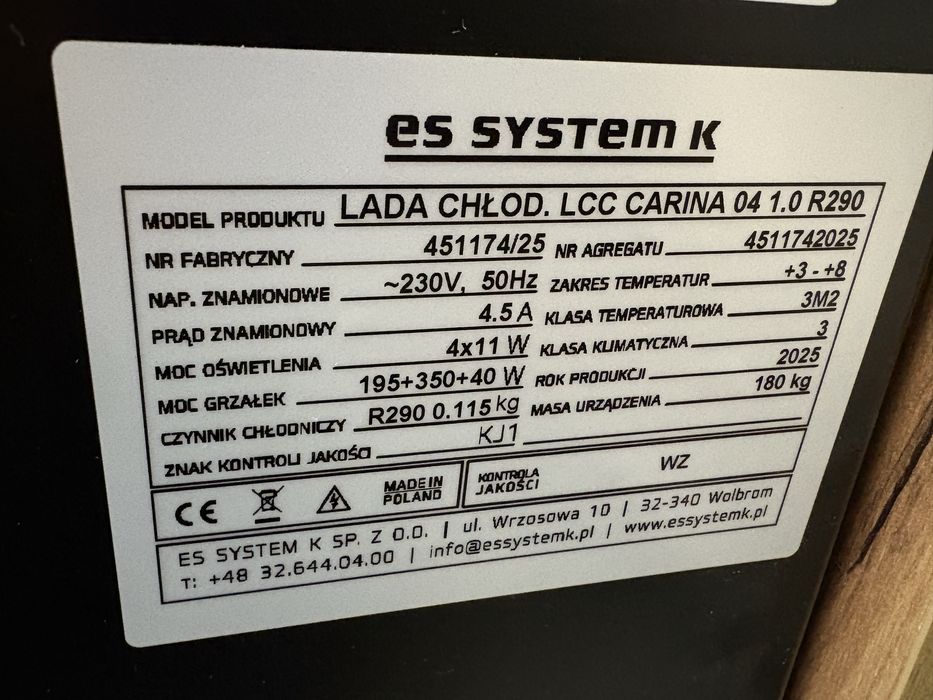 es system k
MODEL PRODUKTU LADA CHŁOD. LCC CARINA 04 1.0 R290
NR FABRYCZNY 451174/25 NR AGREGATU 4511742025
NAP. ZNAMIONOWE ~230V, 50Hz ZAKRES TEMPERATUR +3 - +8
PRĄD ZNAMIONOWY 4.5 A KLASA TEMPERATUROWA 3M2
MOC OŚWIETLENIA 4x11 W KLASA KLIMATYCZNA 3
MOC GRZAŁEK 195+350+40 W ROK PRODUKCJI 2025
CZYNNIK CHŁODNICZY R290 0.115 kg MASA URZĄDZENIA 180 kg
ZNAK KONTROLI JAKOŚCI KJ1
CE MADE IN
POLAND
KONTROLA
JAKOŚCI
WZ
ES SYSTEM K SP. Z O.O. | ul. Wrzosowa 10 | 32-340 Wolbrom
T: +48 32.644.04.00 | info@essystemk.pl | www.essystemk.pl